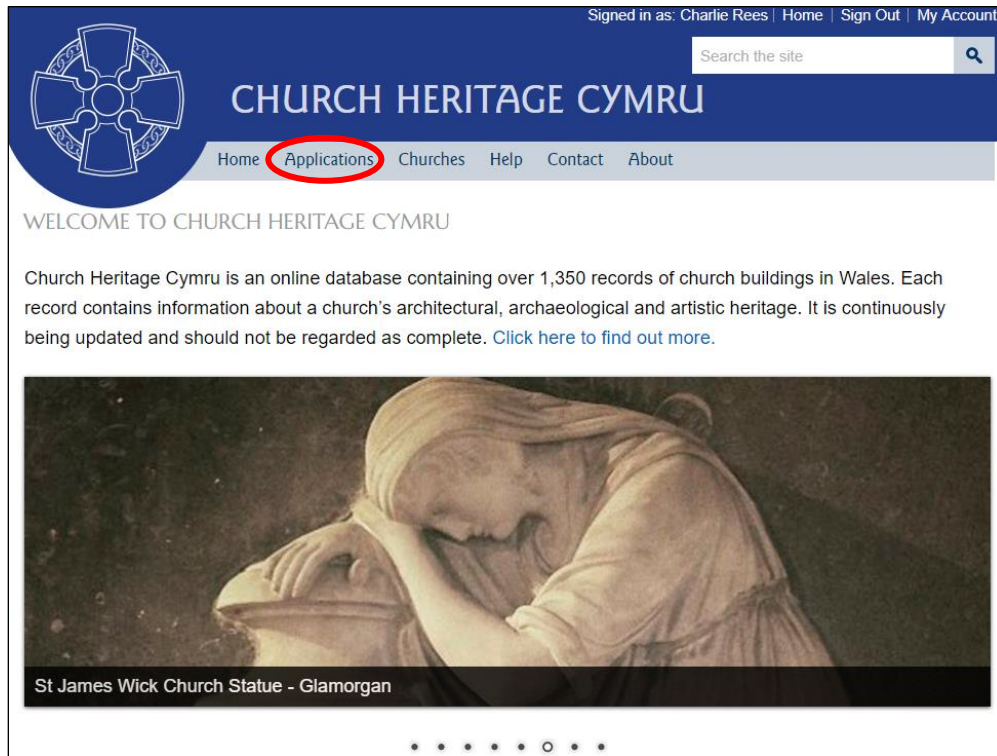 Signed in as: Charlie Rees | Home | Sign Out | My Account
Search the site
CHURCH HERITAGE CYMRU
Home Applications Churches Help Contact About
WELCOME TO CHURCH HERITAGE CYMRU
Church Heritage Cymru is an online database containing over 1,350 records of church buildings in Wales. Each
record contains information about a church's architectural, archaeological and artistic heritage. It is continuously
being updated and should not be regarded as complete. Click here to find out more.
St James Wick Church Statue - Glamorgan